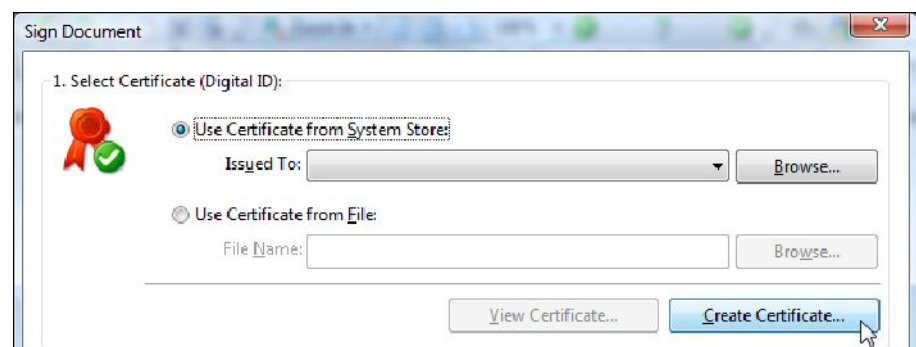 Sign Document
1. Select Certificate (Digital ID):
Use Certificate from System Store:
Issued To:
Browse...
Use Certificate from File:
File Name:
Browse...
View Certificate...
Create Certificate...